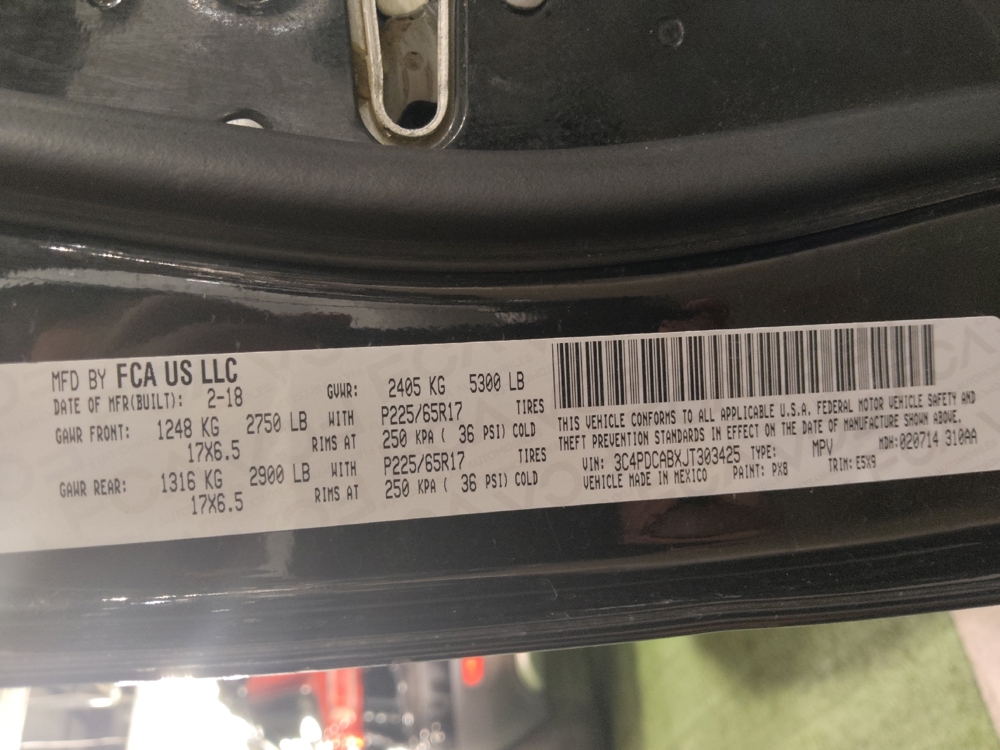 MFD BY FCA US LLC
DATE OF MFR(BUILT): 2-18
GVWR: 2405 KG 5300 LB
GAWR FRONT: 1248 KG 2750 LB WITH P225/65R17 TIRES
17X6.5 RIMS AT 250 KPA ( 36 PSI) COLD
GAWR REAR: 1316 KG 2900 LB WITH P225/65R17 TIRES
17X6.5 RIMS AT 250 KPA ( 36 PSI) COLD
THIS VEHICLE CONFORMS TO ALL APPLICABLE U.S.A. FEDERAL MOTOR VEHICLE SAFETY AND
THEFT PREVENTION STANDARDS IN EFFECT ON THE DATE OF MANUFACTURE SHOWN ABOVE.
VIN: 3C4PDCABXJT303425 TYPE: MPV MDH:020714 310AA
VEHICLE MADE IN MEXICO PAINT: PX8 TRIM: E5X9